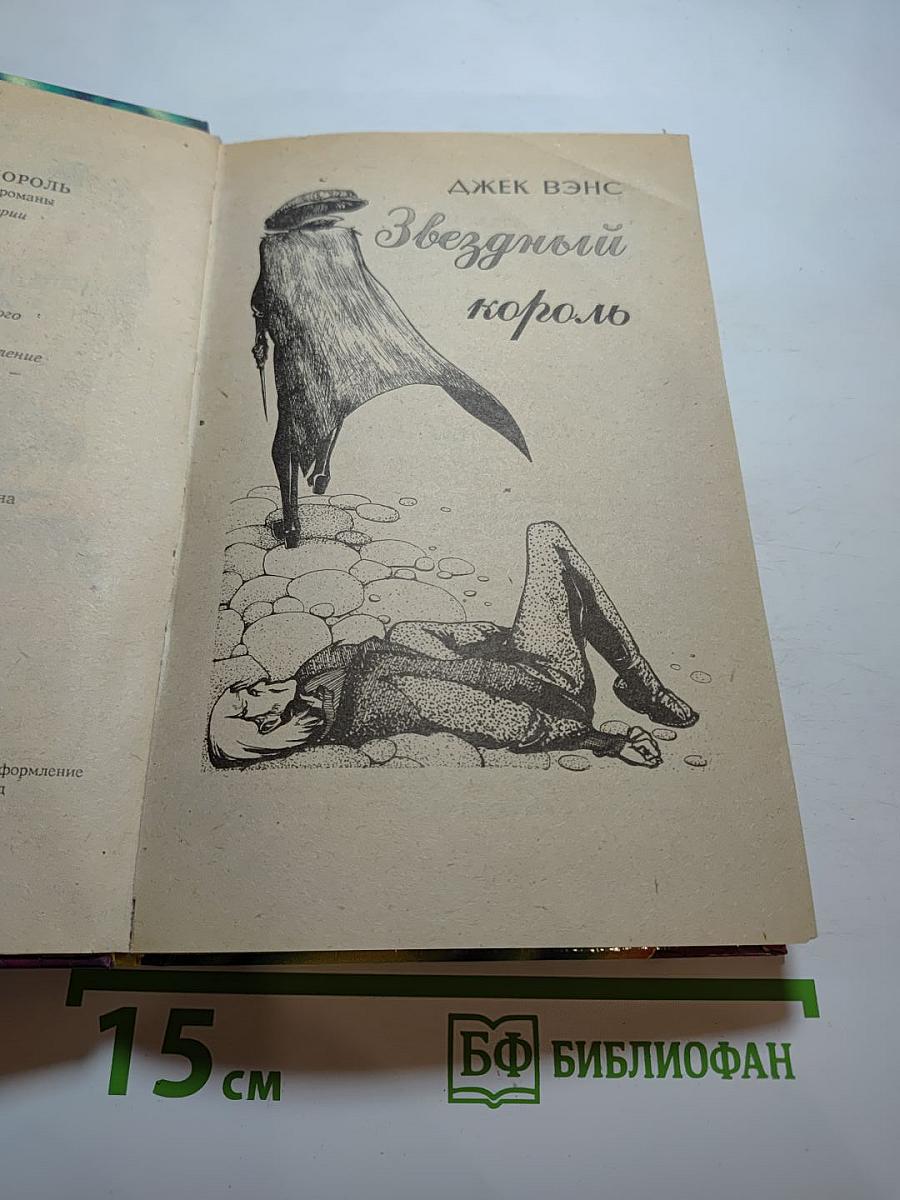 ОРОЛЬ
романы
рии
ого
ление
–
на
формление
д
ДЖЕК ВЭНС
Звездный
король
15 см
БФ БИБЛИОФАН